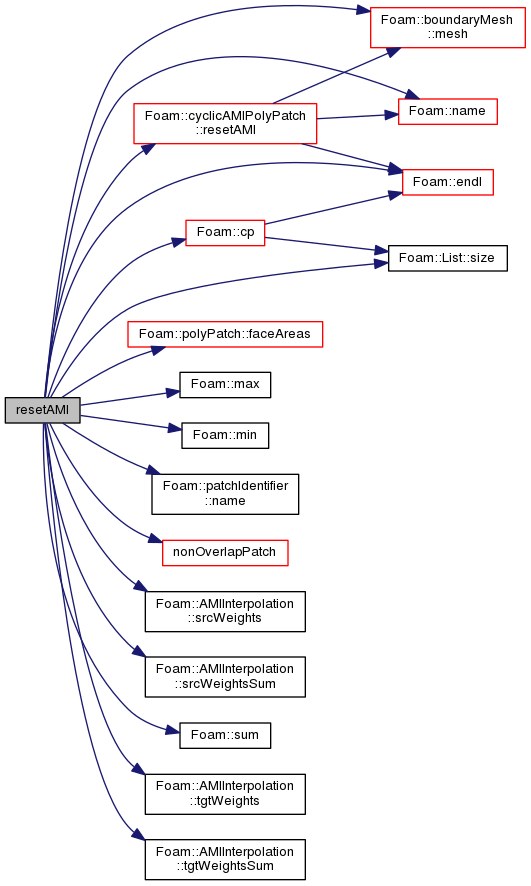 Foam::boundaryMesh
::mesh
Foam::name
Foam::cyclicAMIPolyPatch
::resetAMI
Foam::endl
Foam::cp
Foam::List::size
Foam::polyPatch::faceAreas
Foam::max
resetAMI
Foam::min
Foam::patchIdentifier
::name
nonOverlapPatch
Foam::AMIInterpolation
::srcWeights
Foam::AMIInterpolation
::srcWeightsSum
Foam::sum
Foam::AMIInterpolation
::tgtWeights
Foam::AMIInterpolation
::tgtWeightsSum